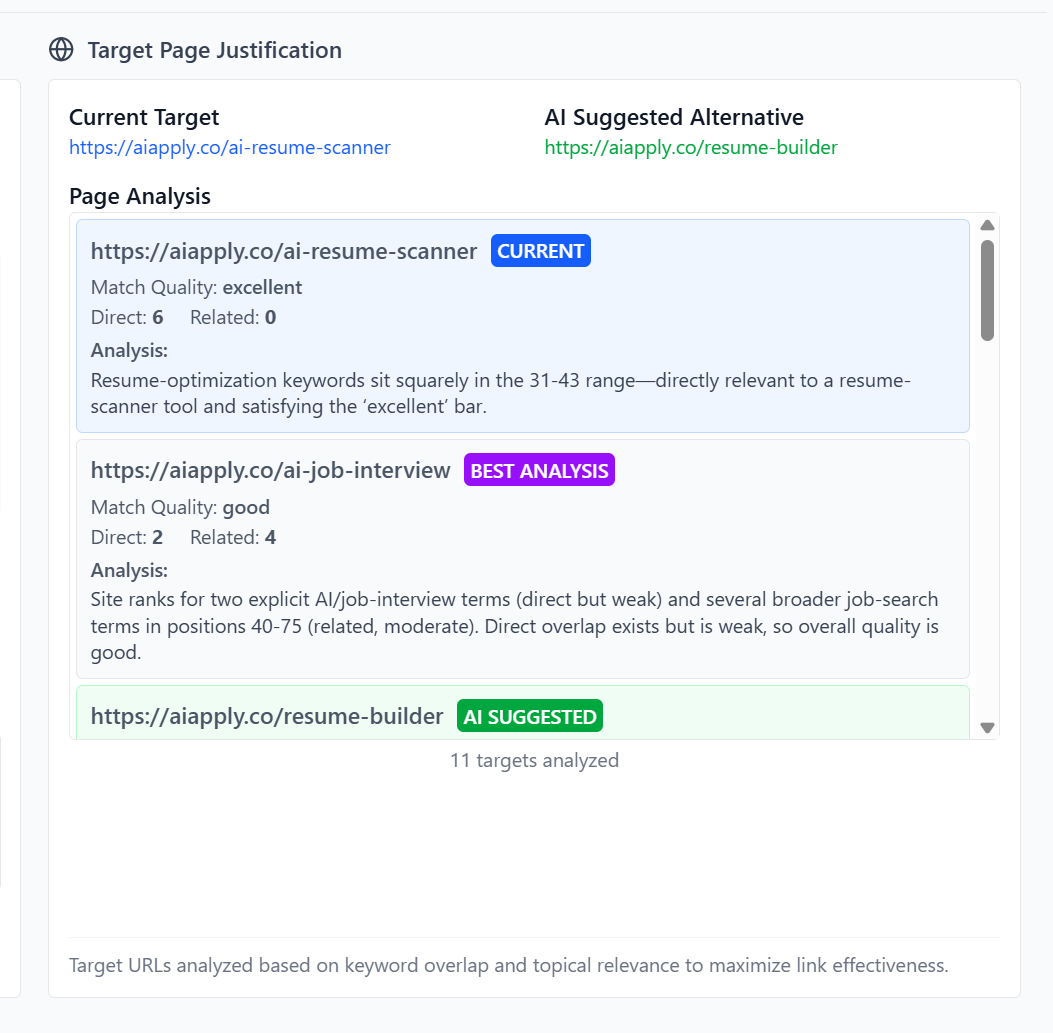 Target Page Justification
Current Target
https://aiapply.co/ai-resume-scanner
AI Suggested Alternative
https://aiapply.co/resume-builder
Page Analysis
https://aiapply.co/ai-resume-scanner CURRENT
Match Quality: excellent
Direct: 6 Related: 0
Analysis:
Resume-optimization keywords sit squarely in the 31-43 range—directly relevant to a resume-
scanner tool and satisfying the ‘excellent’ bar.
https://aiapply.co/ai-job-interview BEST ANALYSIS
Match Quality: good
Direct: 2 Related: 4
Analysis:
Site ranks for two explicit AI/job-interview terms (direct but weak) and several broader job-search
terms in positions 40-75 (related, moderate). Direct overlap exists but is weak, so overall quality is
good.
https://aiapply.co/resume-builder AI SUGGESTED
11 targets analyzed
Target URLs analyzed based on keyword overlap and topical relevance to maximize link effectiveness.